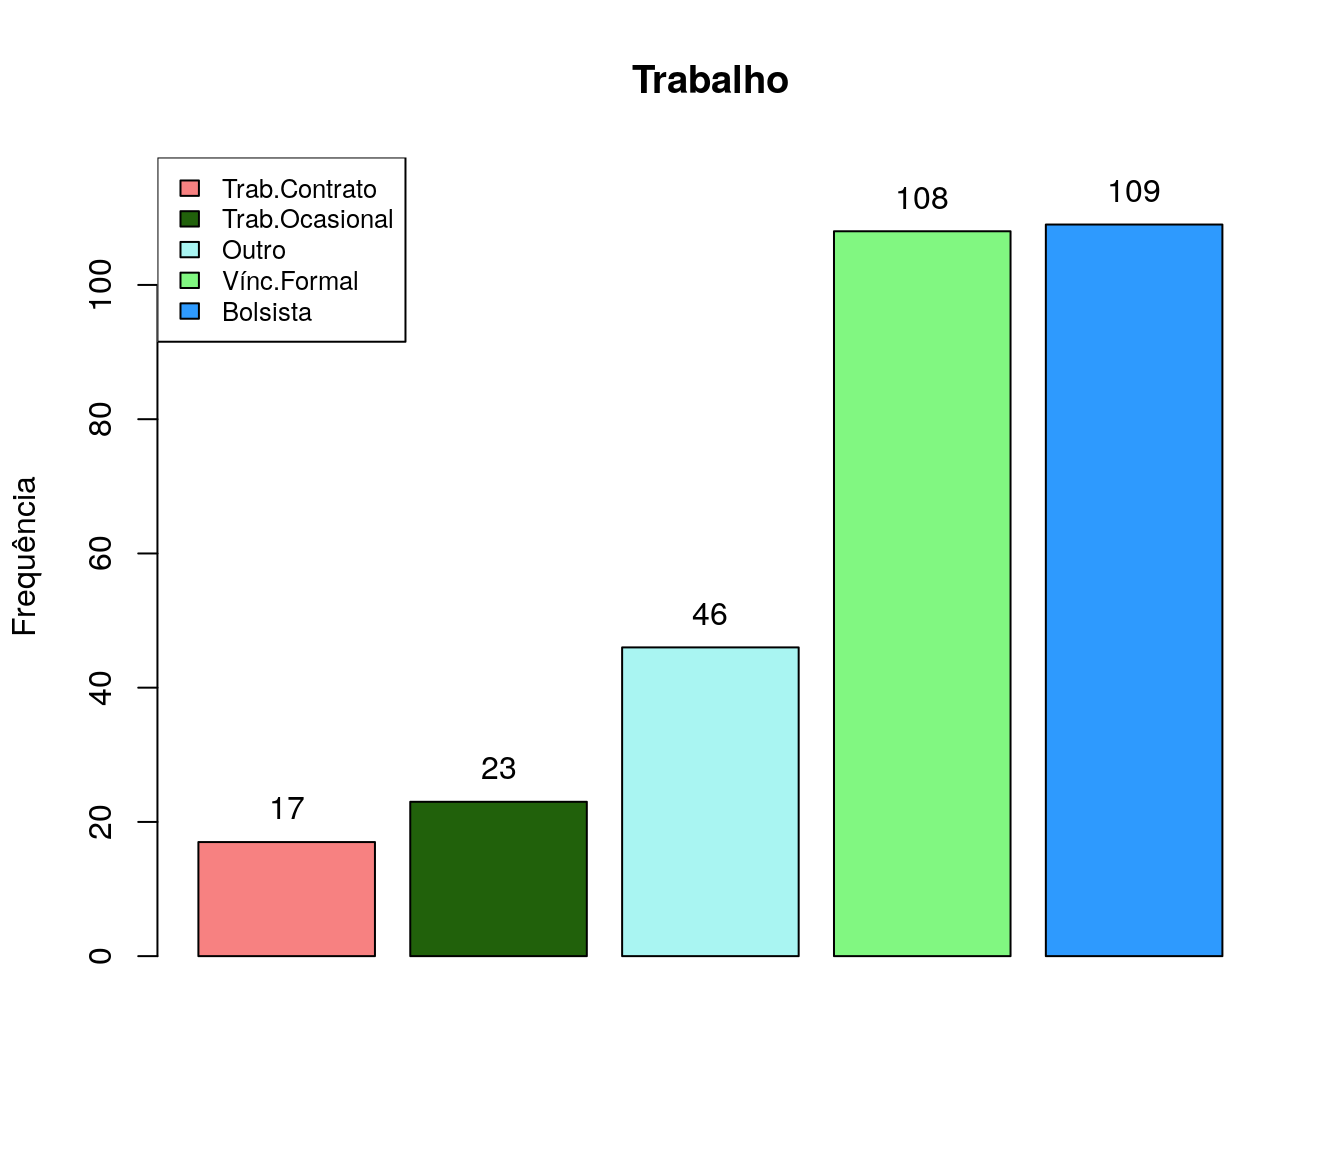 Trabalho
Trab.Contrato
Trab.Ocasional
Outro
Vínc.Formal
Bolsista
Frequência
0
20
40
60
80
100
17
23
46
108
109